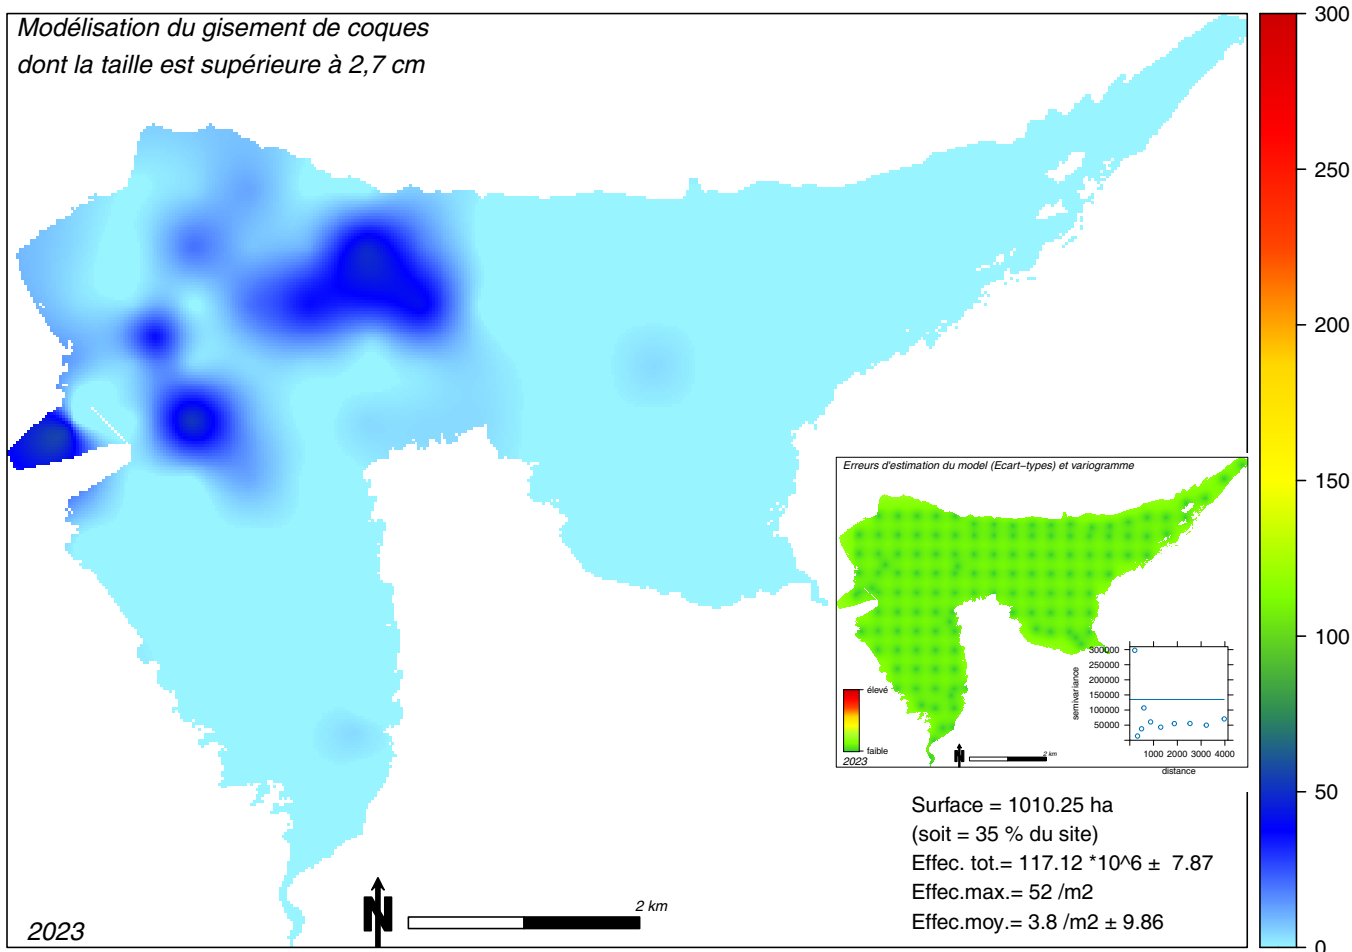 Modélisation du gisement de coques
dont la taille est supérieure à 2,7 cm
300
250
200
150
100
50
0
Erreurs d'estimation du model (Ecart−types) et variogramme
élevé
faible
2023
N
2 km
semivariance
300000
250000
200000
150000
100000
50000
1000 2000 3000 4000
distance
Surface = 1010.25 ha
(soit = 35 % du site)
Effec. tot.= 117.12 *10^6 ± 7.87
Effec.max.= 52 /m2
Effec.moy.= 3.8 /m2 ± 9.86
2023
N
2 km